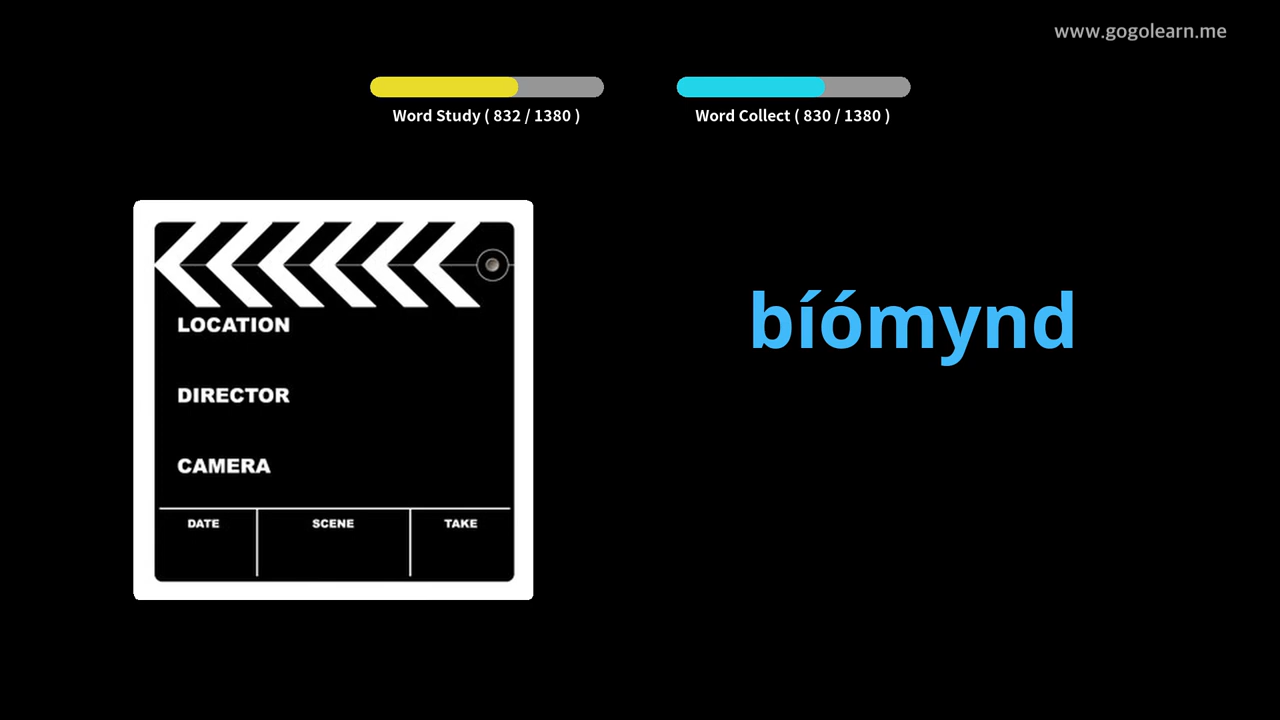 www.gogolearn.me
Word Study ( 832 / 1380 )
Word Collect ( 830 / 1380 )
LOCATION
DIRECTOR
CAMERA
DATE
SCENE
TAKE
bíómynd